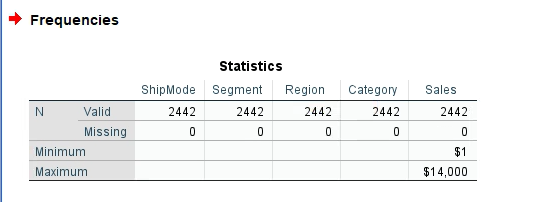 Frequencies
Statistics
ShipMode Segment Region Category Sales
N Valid 2442 2442 2442 2442 2442
Missing 0 0 0 0 0
Minimum $1
Maximum $14,000